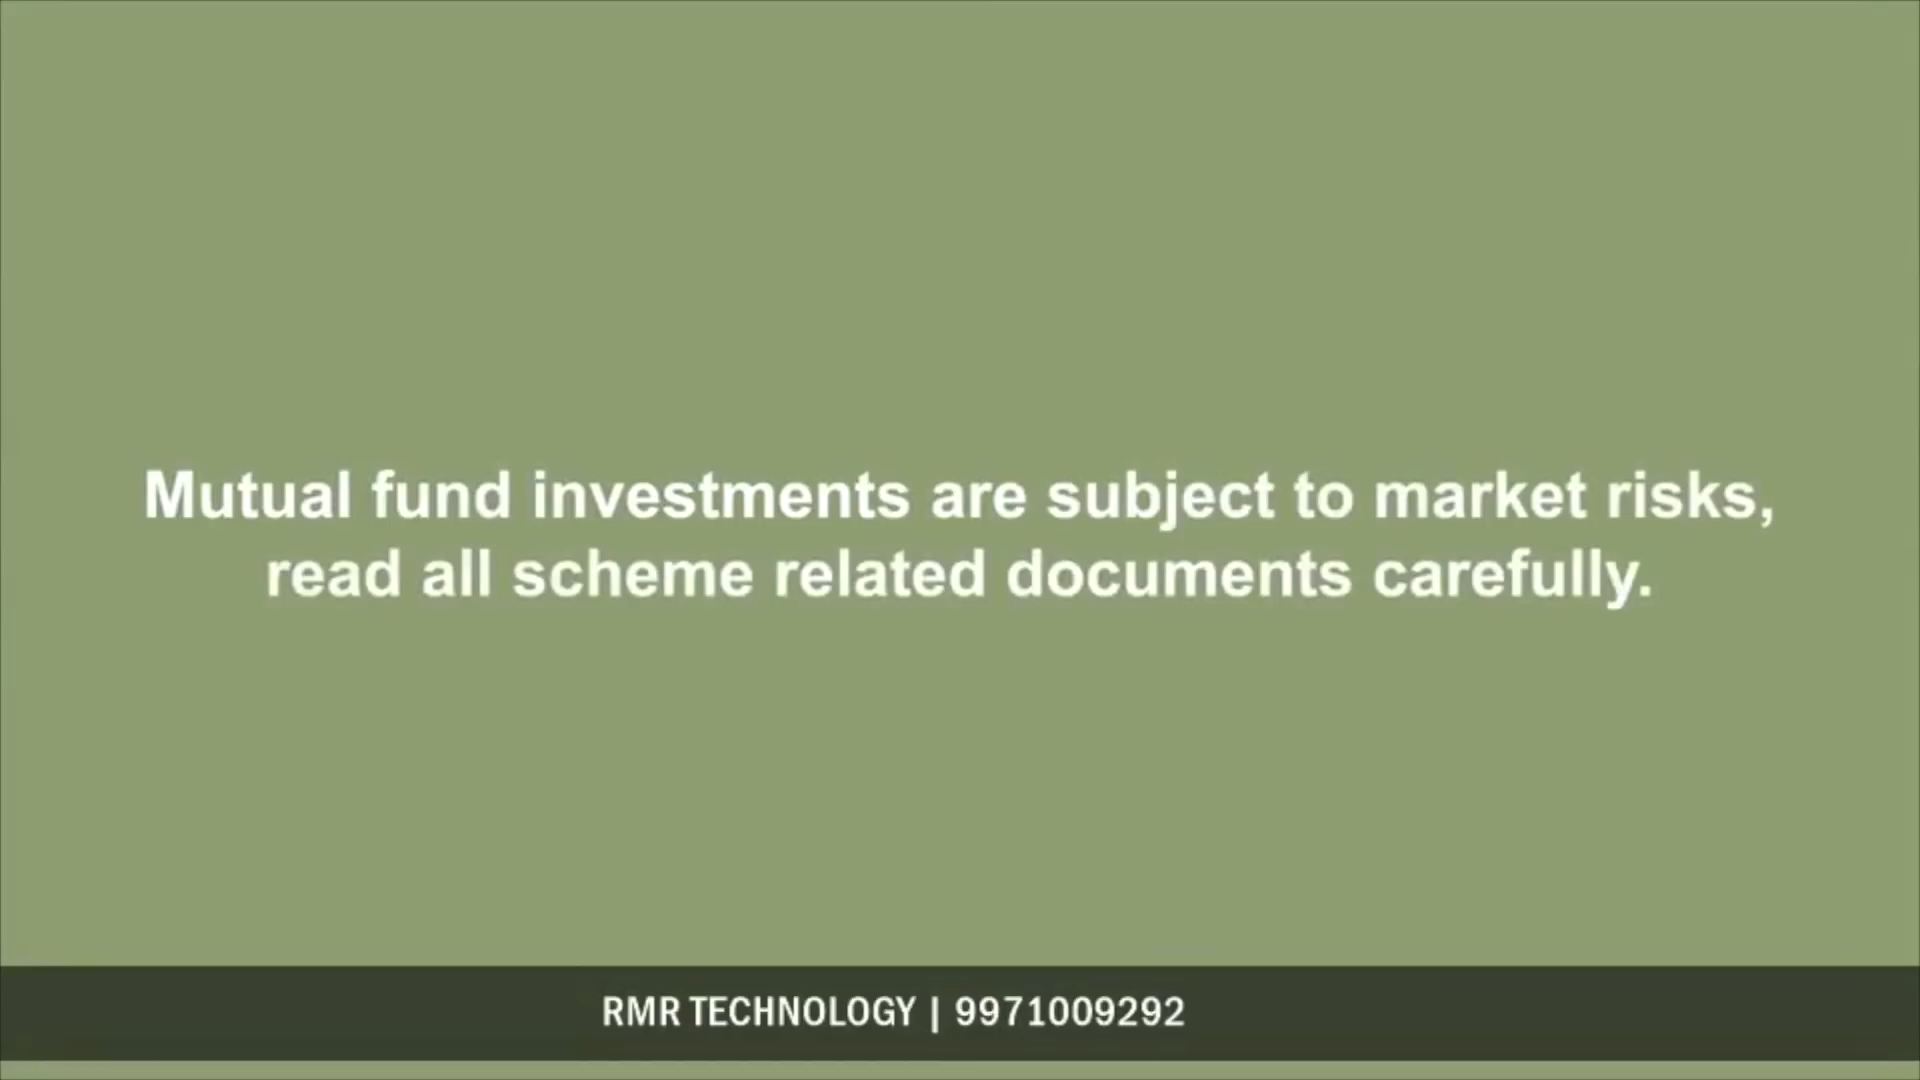 Mutual fund investments are subject to market risks,
read all scheme related documents carefully.
RMR TECHNOLOGY | 9971009292